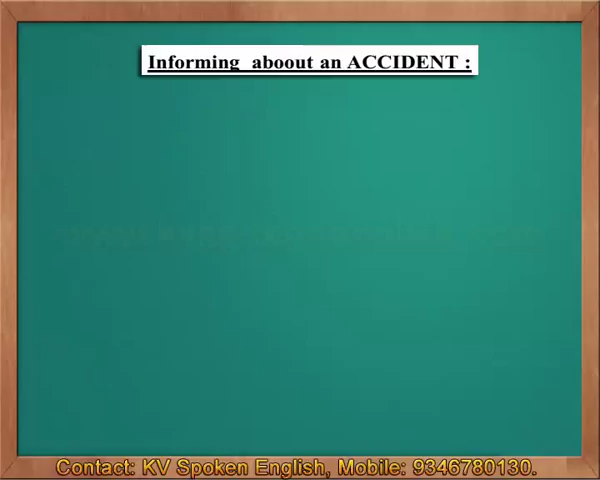 Informing  aboout an ACCIDENT :
Contact: KV Spoken English, Mobile: 9346780130.